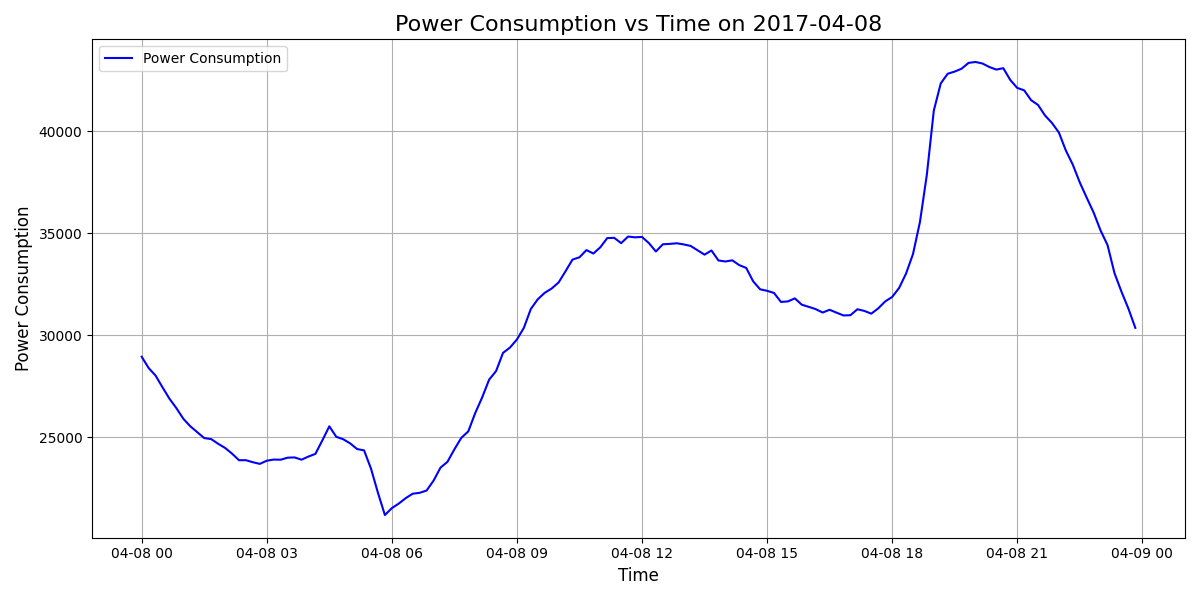 Power Consumption vs Time on 2017-04-08
Power Consumption
Power Consumption
40000
35000
30000
25000
04-08 00 04-08 03 04-08 06 04-08 09 04-08 12 04-08 15 04-08 18 04-08 21 04-09 00
Time